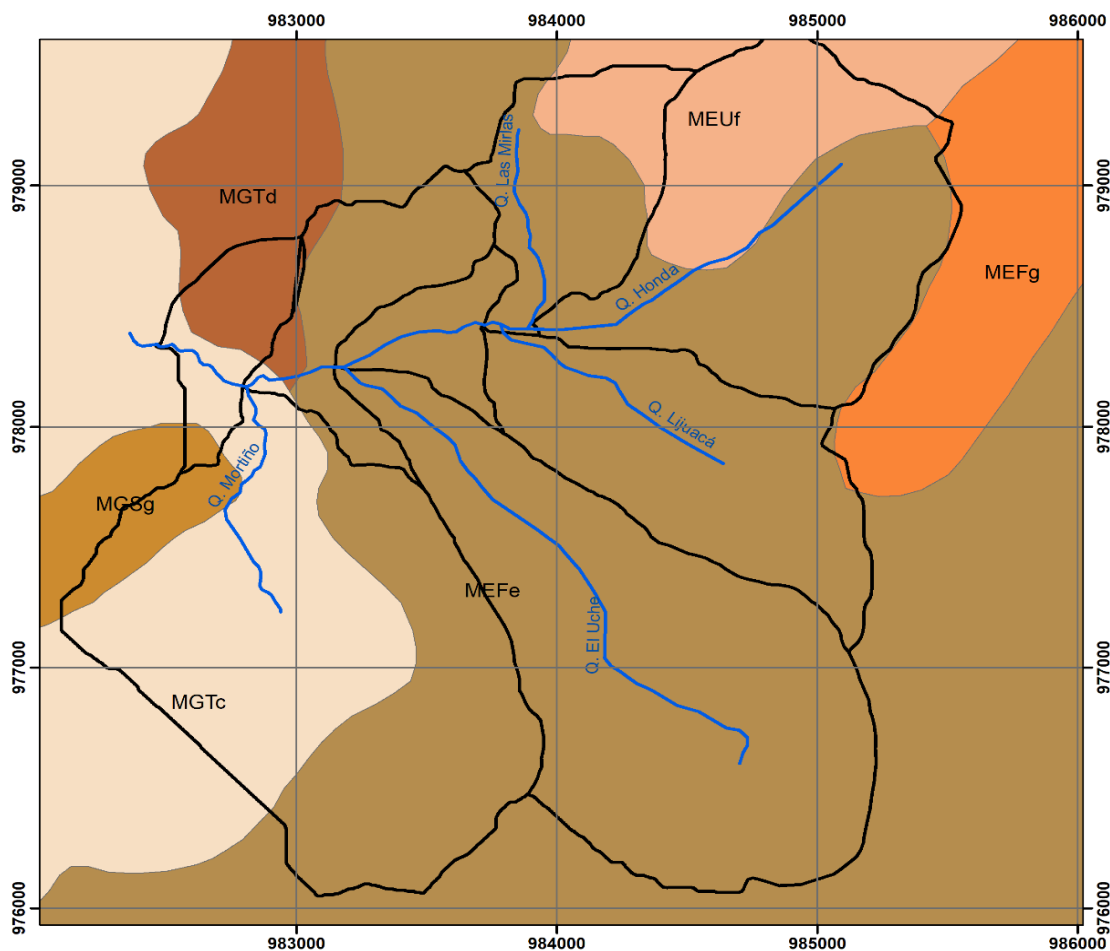 983000
984000
985000
986000
979000
979000
978000
978000
977000
977000
976000
976000
MEUf
Q. Las Mirlas
MGTd
MEFg
Q. Honda
Q. Lijuacá
Q. Mortiño
MGSg
MEFe
Q. El Uche
MGTc
983000
984000
985000
986000